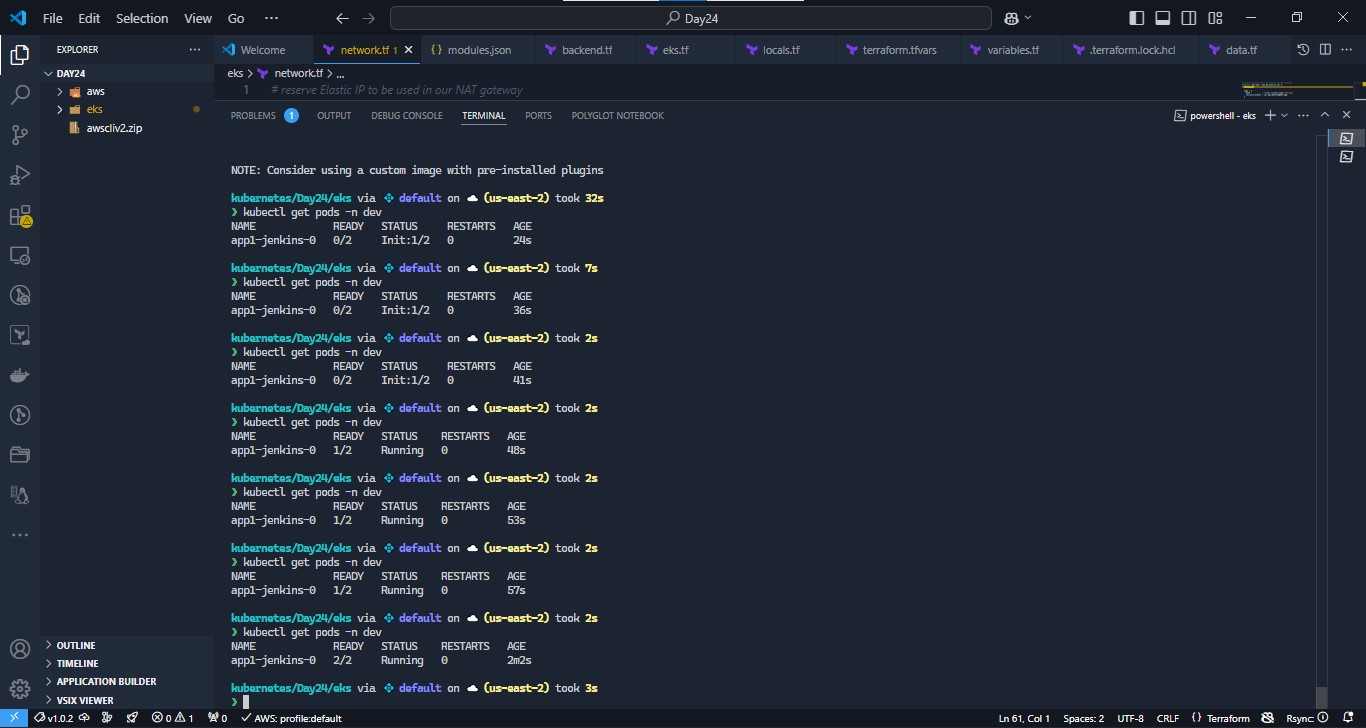 File Edit Selection View Go ··· Day24
EXPLORER ···
Welcome network.tf 1 modules.json backend.tf eks.tf locals.tf terraform.tfvars variables.tf .terraform.lock.hcl data.tf
DAY24
aws
eks
awscliv2.zip
eks > network.tf > ...
1 # reserve Elastic IP to be used in our NAT gateway
PROBLEMS 1 OUTPUT DEBUG CONSOLE TERMINAL PORTS POLYGLOT NOTEBOOK powershell - eks
NOTE: Consider using a custom image with pre-installed plugins
kubernetes/Day24/eks via default on (us-east-2) took 32s
❯ kubectl get pods -n dev
NAME READY STATUS RESTARTS AGE
app1-jenkins-0 0/2 Init:1/2 0 24s
kubernetes/Day24/eks via default on (us-east-2) took 7s
❯ kubectl get pods -n dev
NAME READY STATUS RESTARTS AGE
app1-jenkins-0 0/2 Init:1/2 0 36s
kubernetes/Day24/eks via default on (us-east-2) took 2s
❯ kubectl get pods -n dev
NAME READY STATUS RESTARTS AGE
app1-jenkins-0 0/2 Init:1/2 0 41s
kubernetes/Day24/eks via default on (us-east-2) took 2s
❯ kubectl get pods -n dev
NAME READY STATUS RESTARTS AGE
app1-jenkins-0 1/2 Running 0 48s
kubernetes/Day24/eks via default on (us-east-2) took 2s
❯ kubectl get pods -n dev
NAME READY STATUS RESTARTS AGE
app1-jenkins-0 1/2 Running 0 53s
kubernetes/Day24/eks via default on (us-east-2) took 2s
❯ kubectl get pods -n dev
NAME READY STATUS RESTARTS AGE
app1-jenkins-0 1/2 Running 0 57s
kubernetes/Day24/eks via default on (us-east-2) took 2s
❯ kubectl get pods -n dev
NAME READY STATUS RESTARTS AGE
app1-jenkins-0 2/2 Running 0 2m2s
kubernetes/Day24/eks via default on (us-east-2) took 3s
❯
OUTLINE
TIMELINE
APPLICATION BUILDER
VSIX VIEWER
v1.0.2 0 1 0 AWS: profile:default Ln 61, Col 1 Spaces: 2 UTF-8 CRLF {} Terraform Rsync: